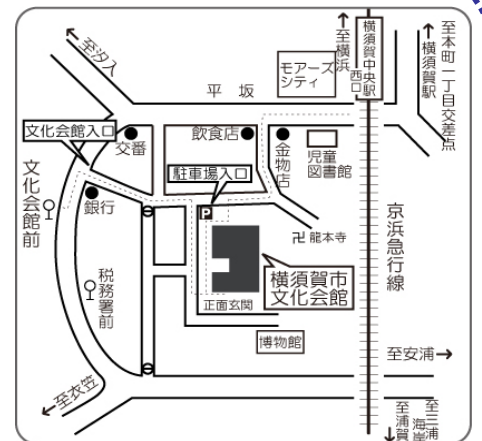 至汐入
至横浜
横須賀中央駅
西口
至横須賀駅
至本町一丁目交差点
モアーズ
シティ
平坂
文化会館入口
交番
飲食店
金物店
児童
図書館
駐車場入口
文化会館前
銀行
P
卍 龍本寺
京浜急行線
税務署前
横須賀市
文化会館
正面玄関
博物館
至安浦
至衣笠
至浦賀
海岸
至三浦